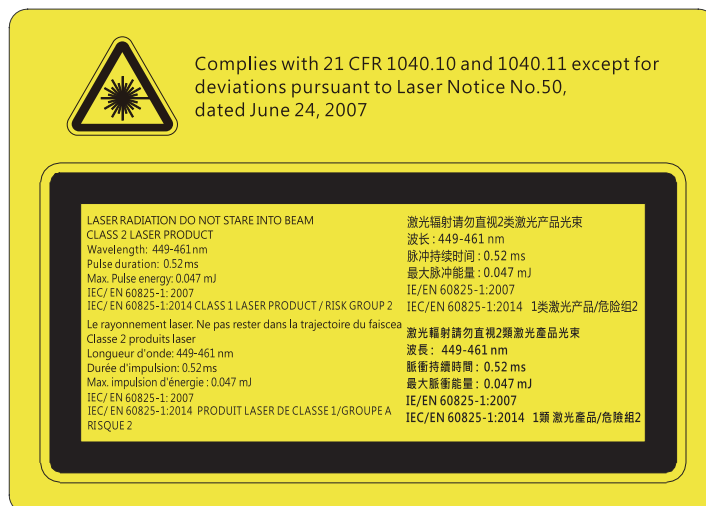 Complies with 21 CFR 1040.10 and 1040.11 except for
deviations pursuant to Laser Notice No.50,
dated June 24, 2007
LASER RADIATION DO NOT STARE INTO BEAM
CLASS 2 LASER PRODUCT
Wavelength: 449-461 nm
Pulse duration: 0.52 ms
Max. Pulse energy: 0.047 mJ
IEC/ EN 60825-1: 2007
IEC/ EN 60825-1:2014 CLASS 1 LASER PRODUCT / RISK GROUP 2
Le rayonnement laser. Ne pas rester dans la trajectoire du faiscea
Classe 2 produits laser
Longueur d'onde: 449-461 nm
Durée d'impulsion: 0.52 ms
Max. impulsion d'énergie : 0.047 mJ
IEC/ EN 60825-1: 2007
IEC/ EN 60825-1:2014 PRODUIT LASER DE CLASSE 1/GROUPE A
RISQUE 2
激光辐射请勿直视2类激光产品光束
波长 : 449-461 nm
脉冲持续时间 : 0.52 ms
最大脉冲能量 : 0.047 mJ
IE/EN 60825-1:2007
IEC/EN 60825-1:2014 1类激光产品/危险组2
激光輻射請勿直視2類激光產品光束
波長 : 449-461 nm
脈衝持續時間 : 0.52 ms
最大脈衝能量 : 0.047 mJ
IE/EN 60825-1:2007
IEC/EN 60825-1:2014 1類 激光產品/危險組2